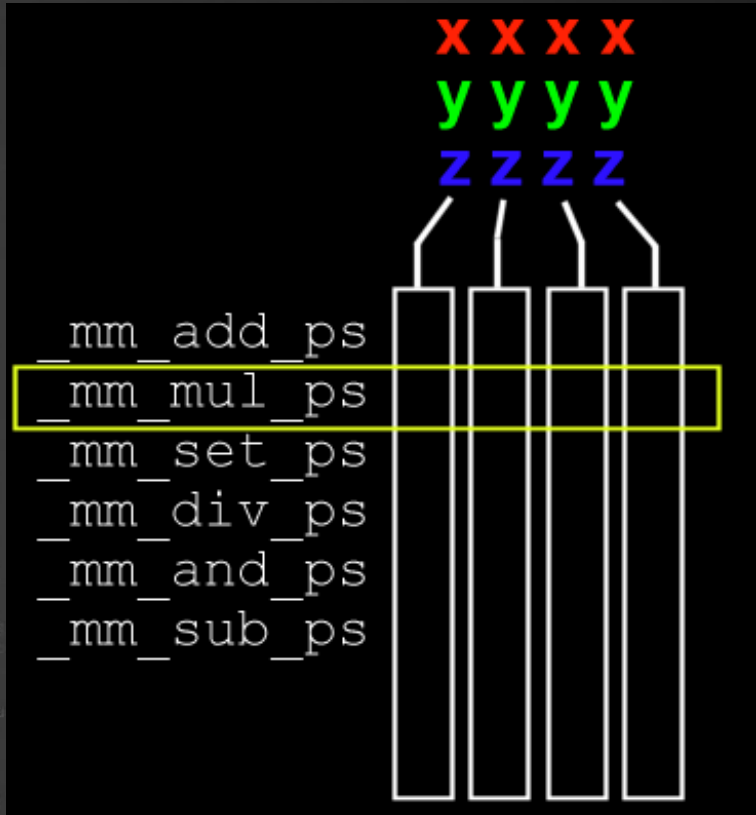 x x x x
y y y y
z z z z
_mm_add_ps
_mm_mul_ps
_mm_set_ps
_mm_div_ps
_mm_and_ps
_mm_sub_ps